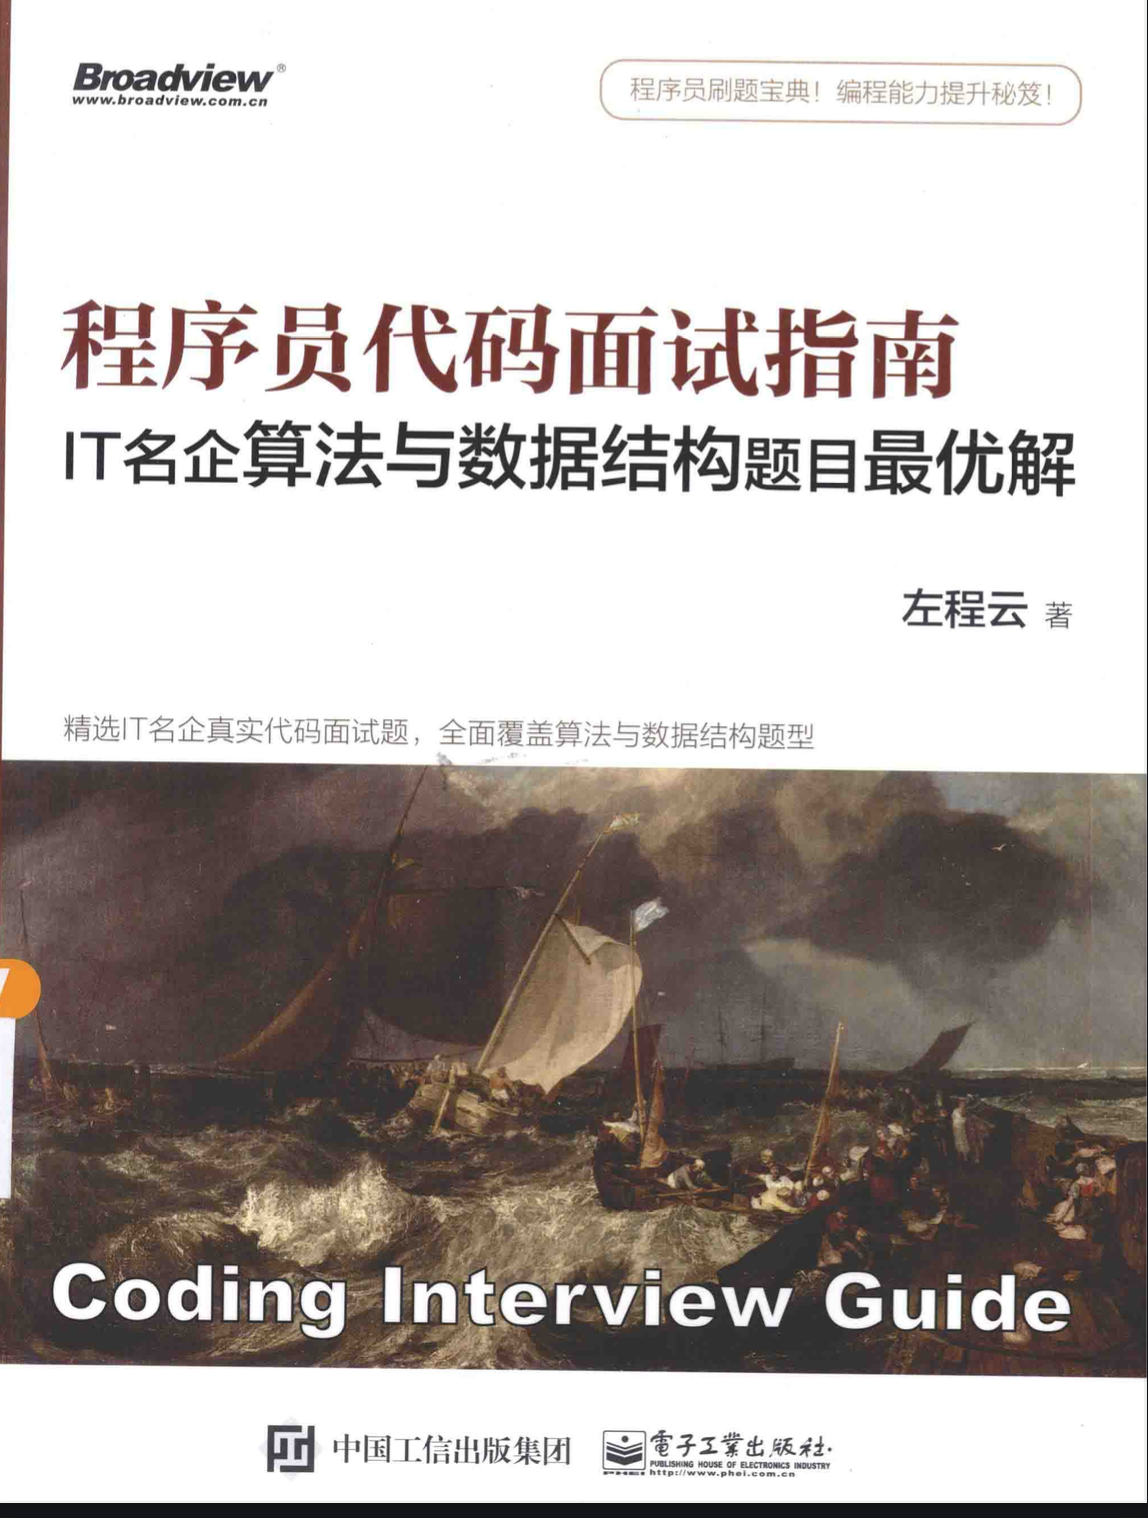 Broadview®
www.broadview.com.cn
程序员刷题宝典！编程能力提升秘笈！
程序员代码面试指南
IT名企算法与数据结构题目最优解
左程云 著
精选IT名企真实代码面试题，全面覆盖算法与数据结构题型
Coding Interview Guide
中国工信出版集团
電子工業出版社·
PUBLISHING HOUSE OF ELECTRONICS INDUSTRY
PHEI
http://www.phei.com.cn